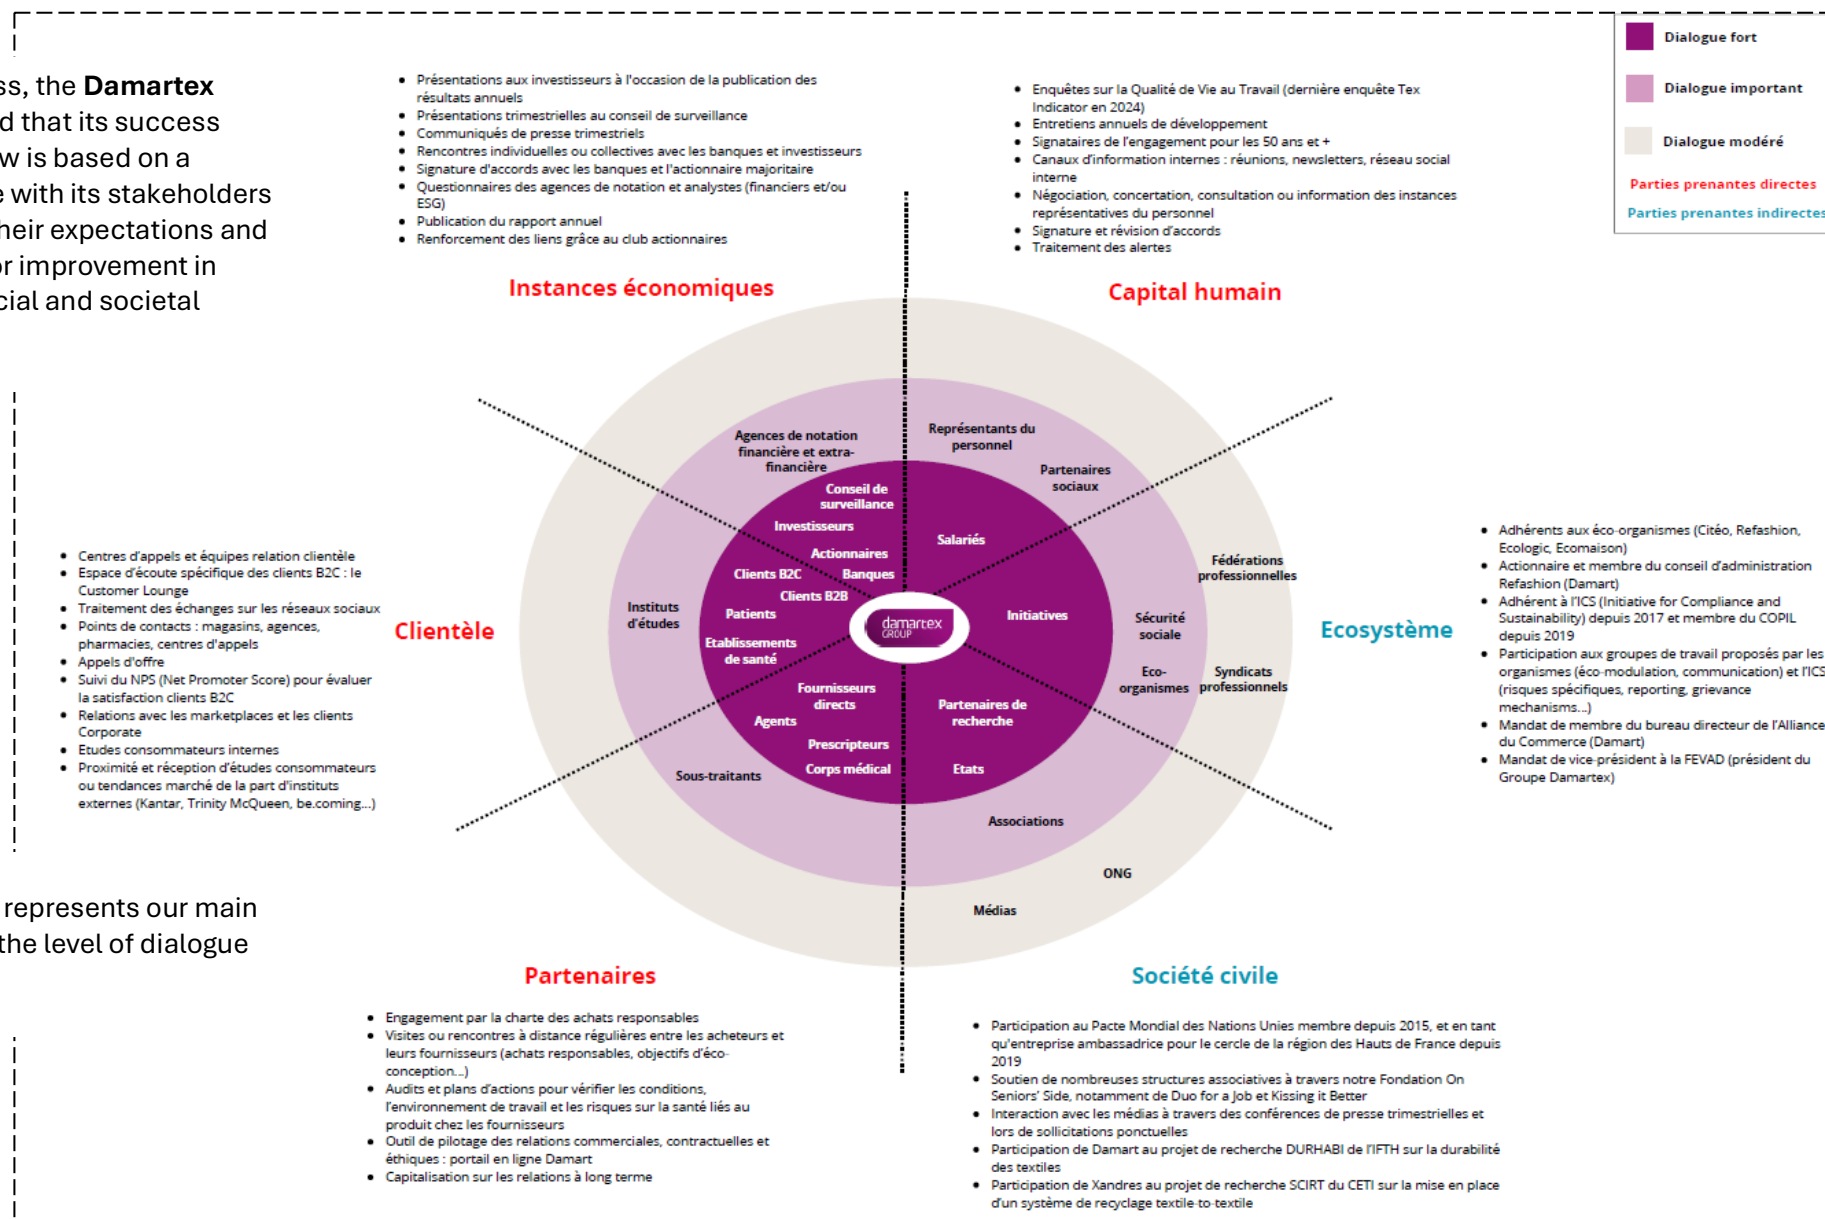 ss, the Damartex
d that its success
w is based on a
e with its stakeholders
heir expectations and
or improvement in
cial and societal
represents our main
the level of dialogue
Dialogue fort
Dialogue important
Dialogue modéré
Parties prenantes directes
Parties prenantes indirectes
• Présentations aux investisseurs à l'occasion de la publication des
résultats annuels
• Présentations trimestrielles au conseil de surveillance
• Communiqués de presse trimestriels
• Rencontres individuelles ou collectives avec les banques et investisseurs
• Signature d'accords avec les banques et l'actionnaire majoritaire
• Questionnaires des agences de notation et analystes (financiers et/ou
ESG)
• Publication du rapport annuel
• Renforcement des liens grâce au club actionnaires
Instances économiques
• Enquêtes sur la Qualité de Vie au Travail (dernière enquête Tex
Indicator en 2024)
• Entretiens annuels de développement
• Signataires de l'engagement pour les 50 ans et +
• Canaux d'information internes : réunions, newsletters, réseau social
interne
• Négociation, concertation, consultation ou information des instances
représentatives du personnel
• Signature et révision d'accords
• Traitement des alertes
Capital humain
Agences de notation
financière et extra-
financière
Conseil de
surveillance
Investisseurs
Actionnaires
Banques
Représentants du
personnel
Partenaires
sociaux
Salariés
Clients B2C
Clients B2B
Patients
Etablissements
de santé
Instituts
d'études
damartex
GROUP
Initiatives
Sécurité
sociale
Eco-
organismes
Fédérations
professionnelles
Syndicats
professionnels
Fournisseurs
directs
Agents
Prescripteurs
Corps médical
Sous-traitants
Partenaires de
recherche
Etats
Associations
ONG
Médias
• Centres d'appels et équipes relation clientèle
• Espace d'écoute spécifique des clients B2C : le
Customer Lounge
• Traitement des échanges sur les réseaux sociaux
• Points de contacts : magasins, agences,
pharmacies, centres d'appels
• Appels d'offre
• Suivi du NPS (Net Promoter Score) pour évaluer
la satisfaction clients B2C
• Relations avec les marketplaces et les clients
Corporate
• Etudes consommateurs internes
• Proximité et réception d'études consommateurs
ou tendances marché de la part d'instituts
externes (Kantar, Trinity McQueen, be.coming...)
Clientèle
Ecosystème
• Adhérents aux éco-organismes (Citéo, Refashion,
Ecologic, Ecomaison)
• Actionnaire et membre du conseil d'administration
Refashion (Damart)
• Adhérent à l'ICS (Initiative for Compliance and
Sustainability) depuis 2017 et membre du COPIL
depuis 2019
• Participation aux groupes de travail proposés par les
organismes (éco-modulation, communication) et l'ICS
(risques spécifiques, reporting, grievance
mechanisms...)
• Mandat de membre du bureau directeur de l'Alliance
du Commerce (Damart)
• Mandat de vice-président à la FEVAD (président du
Groupe Damartex)
Partenaires
• Engagement par la charte des achats responsables
• Visites ou rencontres à distance régulières entre les acheteurs et
leurs fournisseurs (achats responsables, objectifs d'éco-
conception...)
• Audits et plans d'actions pour vérifier les conditions,
l'environnement de travail et les risques sur la santé liés au
produit chez les fournisseurs
• Outil de pilotage des relations commerciales, contractuelles et
éthiques : portail en ligne Damart
• Capitalisation sur les relations à long terme
Société civile
• Participation au Pacte Mondial des Nations Unies membre depuis 2015, et en tant
qu'entreprise ambassadrice pour le cercle de la région des Hauts de France depuis
2019
• Soutien de nombreuses structures associatives à travers notre Fondation On
Seniors' Side, notamment de Duo for a Job et Kissing it Better
• Interaction avec les médias à travers des conférences de presse trimestrielles et
lors de sollicitations ponctuelles
• Participation de Damart au projet de recherche DURHABI de l'IFTH sur la durabilité
des textiles
• Participation de Xandres au projet de recherche SCIRT du CETI sur la mise en place
d'un système de recyclage textile-to-textile